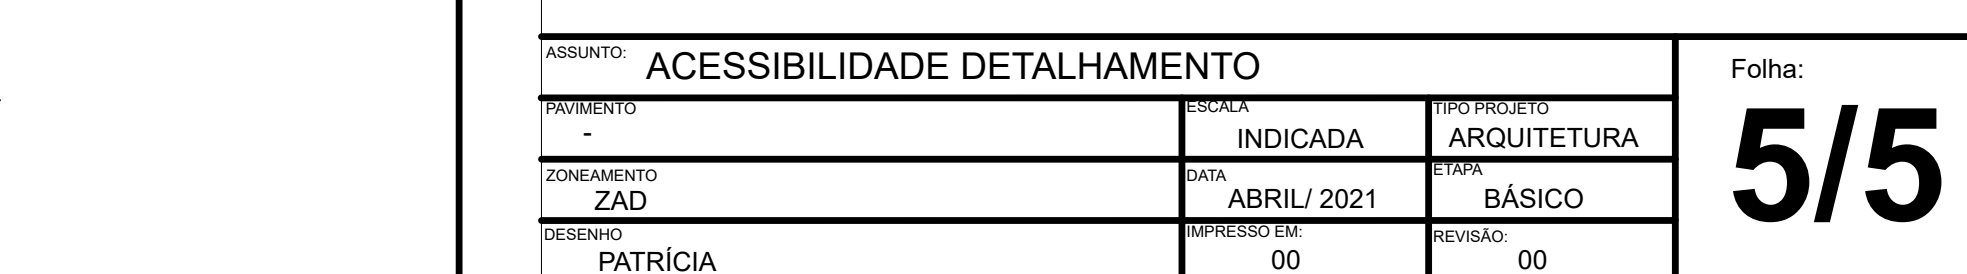 ASSUNTO: ACESSIBILIDADE DETALHAMENTO
Folha:
5/5
PAVIMENTO
-
ESCALA
INDICADA
TIPO PROJETO
ARQUITETURA
ZONEAMENTO
ZAD
DATA
ABRIL/ 2021
ETAPA
BÁSICO
DESENHO
PATRÍCIA
IMPRESSO EM:
00
REVISÃO:
00